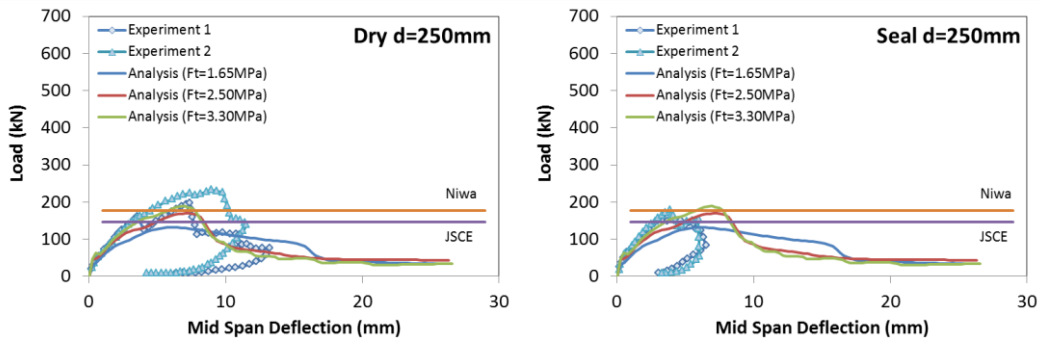 700
600
500
400
300
200
100
0
Load (kN)
Experiment 1
Experiment 2
Analysis (Ft=1.65MPa)
Analysis (Ft=2.50MPa)
Analysis (Ft=3.30MPa)
Dry d=250mm
Niwa
JSCE
0 10 20 30
Mid Span Deflection (mm)
700
600
500
400
300
200
100
0
Load (kN)
Experiment 1
Experiment 2
Analysis (Ft=1.65MPa)
Analysis (Ft=2.50MPa)
Analysis (Ft=3.30MPa)
Seal d=250mm
Niwa
JSCE
0 10 20 30
Mid Span Deflection (mm)